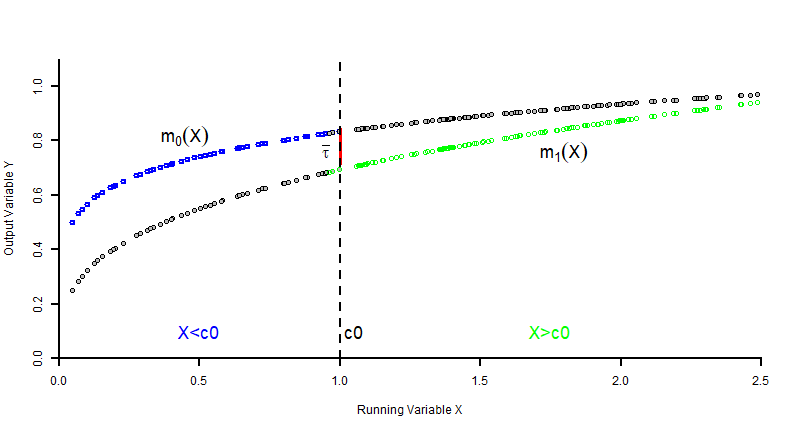 Output Variable Y
1.0
0.8
0.6
0.4
0.2
0.0
m₀(X)
τ̅
m₁(X)
X<c0 c0 X>c0
0.0 0.5 1.0 1.5 2.0 2.5
Running Variable X